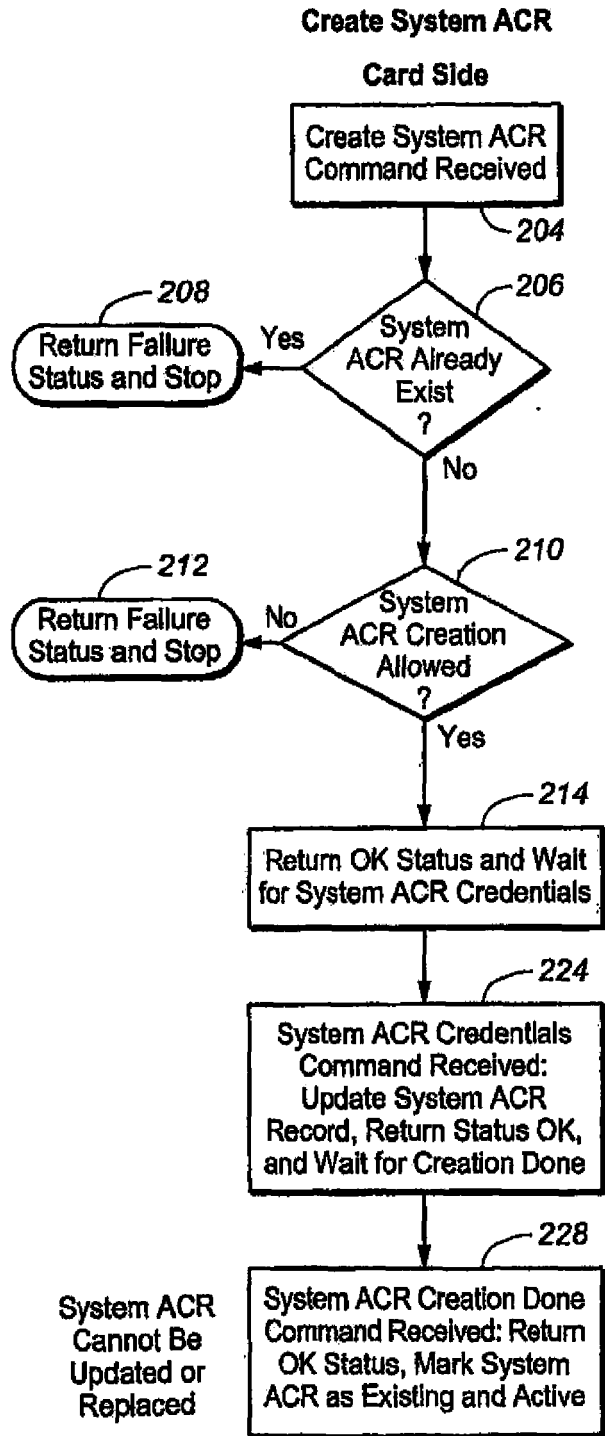 Create System ACR
Card Side
Create System ACR
Command Received
204
206
System
ACR Already
Exist
?
Yes
208
Return Failure
Status and Stop
No
210
System
ACR Creation
Allowed
?
No
212
Return Failure
Status and Stop
Yes
214
Return OK Status and Wait
for System ACR Credentials
224
System ACR Credentials
Command Received:
Update System ACR
Record, Return Status OK,
and Wait for Creation Done
228
System ACR Creation Done
Command Received: Return
OK Status, Mark System
ACR as Existing and Active
System ACR
Cannot Be
Updated or
Replaced